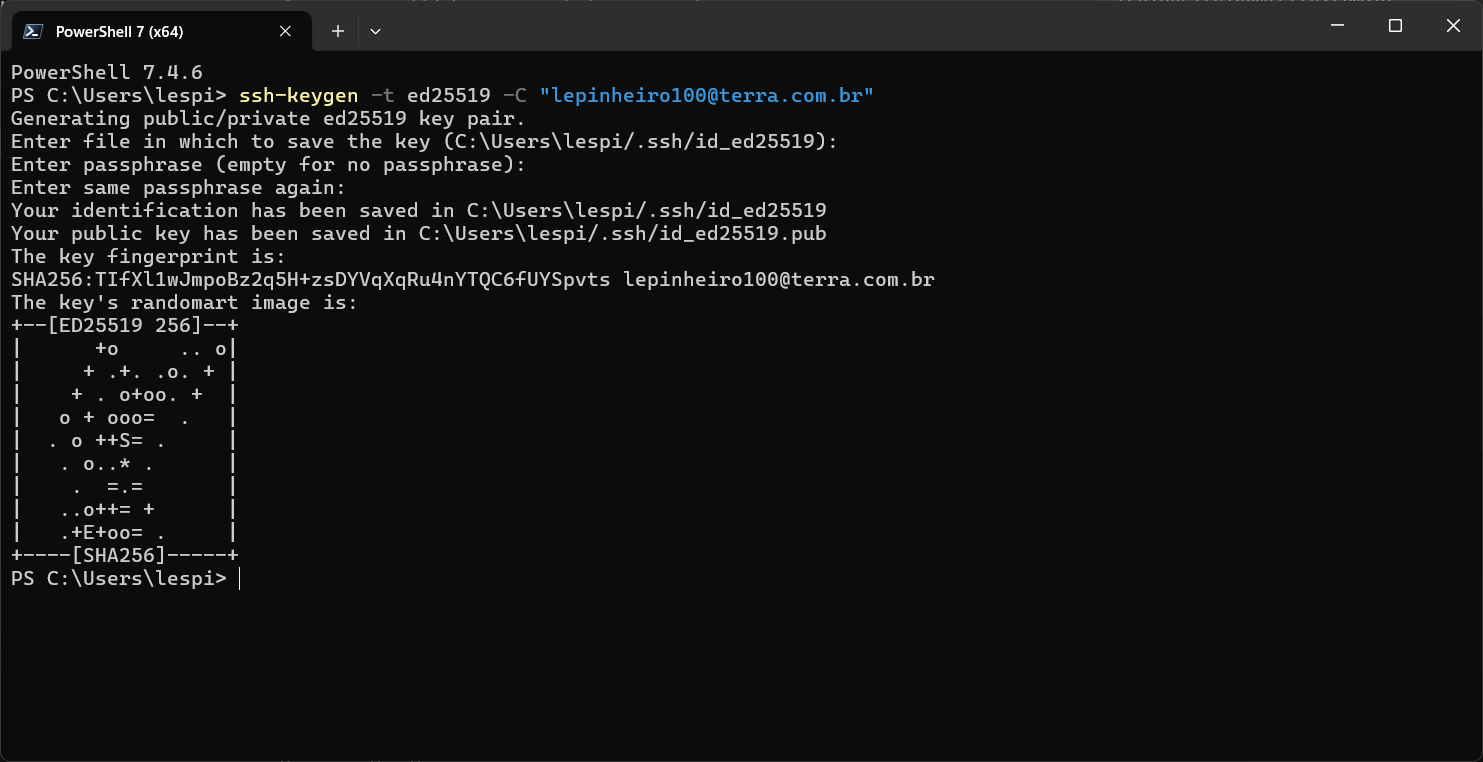 PowerShell 7 (x64)
PowerShell 7.4.6
PS C:\Users\lespi> ssh-keygen -t ed25519 -C "lepinheiro100@terra.com.br"
Generating public/private ed25519 key pair.
Enter file in which to save the key (C:\Users\lespi/.ssh/id_ed25519):
Enter passphrase (empty for no passphrase):
Enter same passphrase again:
Your identification has been saved in C:\Users\lespi/.ssh/id_ed25519
Your public key has been saved in C:\Users\lespi/.ssh/id_ed25519.pub
The key fingerprint is:
SHA256:TIfXl1wJmpoBz2q5H+zsDYVqXqRu4nYTQC6fUYSpvts lepinheiro100@terra.com.br
The key's randomart image is:
+--[ED25519 256]--+
|      +o     .. o|
|     + .+. .o. + |
|    + . o+oo. +  |
|   o + ooo=  .   |
|  . o ++S= .     |
|   . o..* .      |
|    .  =.=       |
|   ..o++= +      |
|   .+E+oo= .     |
+----[SHA256]-----+
PS C:\Users\lespi>